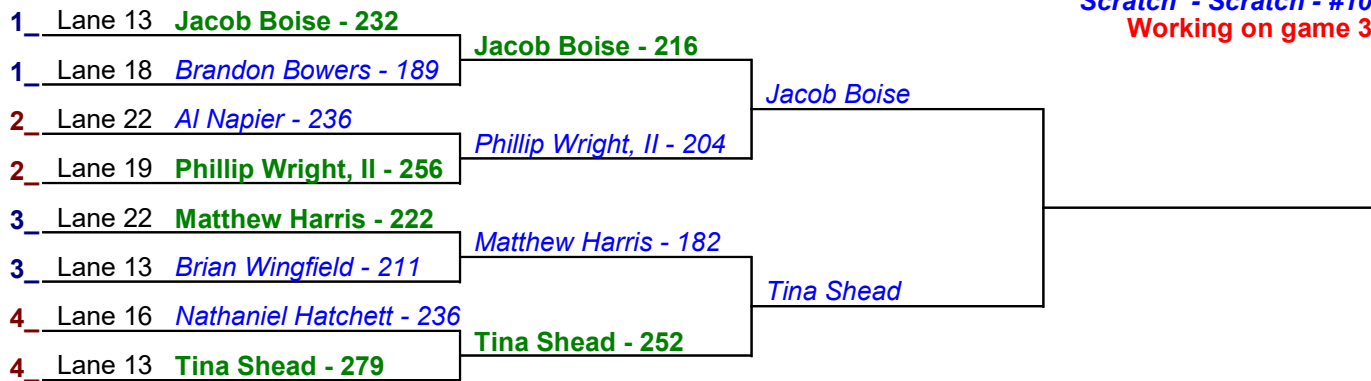 Scratch - Scratch - #10
Working on game 3
1_ Lane 13 Jacob Boise - 232
1_ Lane 18 Brandon Bowers - 189
2_ Lane 22 Al Napier - 236
2_ Lane 19 Phillip Wright, II - 256
3_ Lane 22 Matthew Harris - 222
3_ Lane 13 Brian Wingfield - 211
4_ Lane 16 Nathaniel Hatchett - 236
4_ Lane 13 Tina Shead - 279
Jacob Boise - 216
Phillip Wright, II - 204
Matthew Harris - 182
Tina Shead - 252
Jacob Boise
Tina Shead